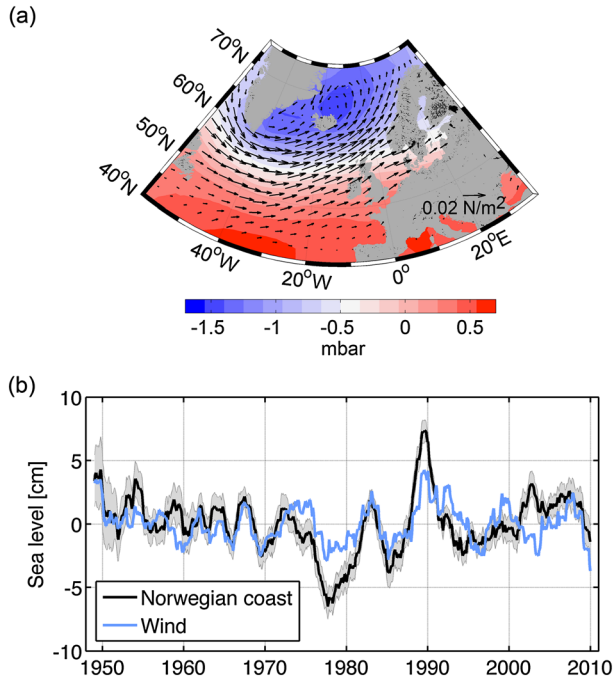 (a)
70°N
60°N
50°N
40°N
40°W
20°W
0°
20°E
0.02 N/m²
-1.5 -1 -0.5 0 0.5
mbar
(b)
10
5
0
-5
-10
Sea level [cm]
Norwegian coast
Wind
1950 1960 1970 1980 1990 2000 2010